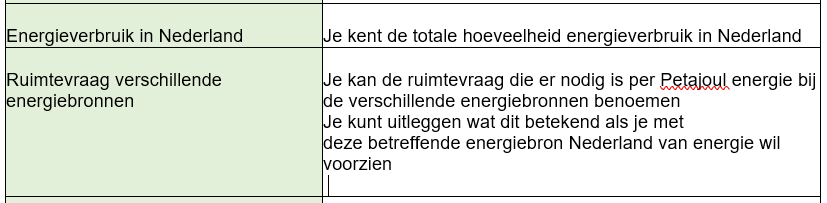 Energieverbruik in Nederland
Je kent de totale hoeveelheid energieverbruik in Nederland
Ruimtevraag verschillende
energiebronnen
Je kan de ruimtevraag die er nodig is per Petajoul energie bij
de verschillende energiebronnen benoemen
Je kunt uitleggen wat dit betekend als je met
deze betreffende energiebron Nederland van energie wil
voorzien